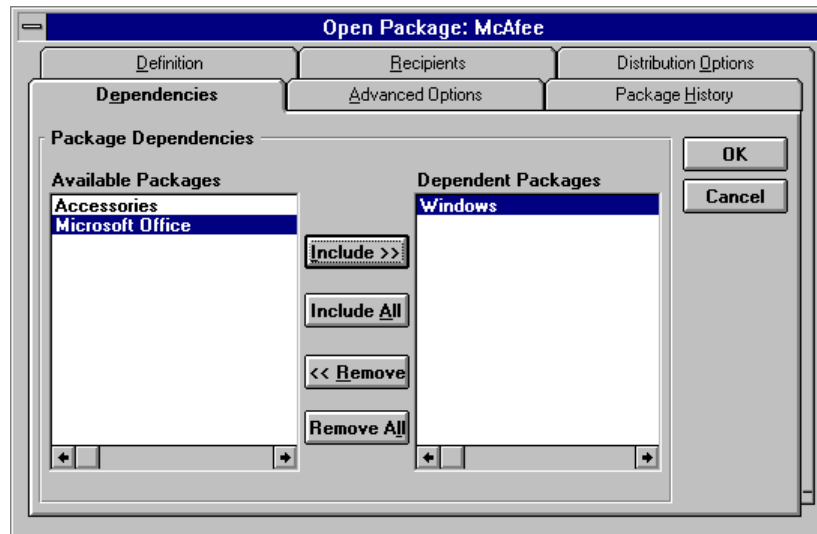 Open Package: McAfee
Definition
Recipients
Distribution Options
Dependencies
Advanced Options
Package History
Package Dependencies
OK
Available Packages
Dependent Packages
Cancel
Accessories
Windows
Microsoft Office
Include >>
Include All
<< Remove
Remove All